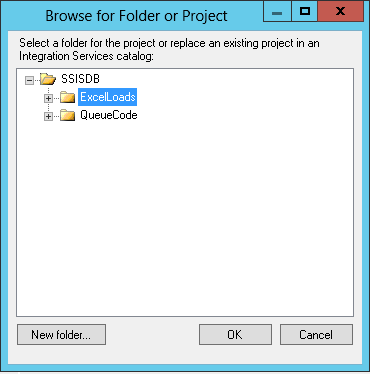 Browse for Folder or Project
Select a folder for the project or replace an existing project in an
Integration Services catalog:
SSISDB
ExcelLoads
QueueCode
New folder...
OK
Cancel